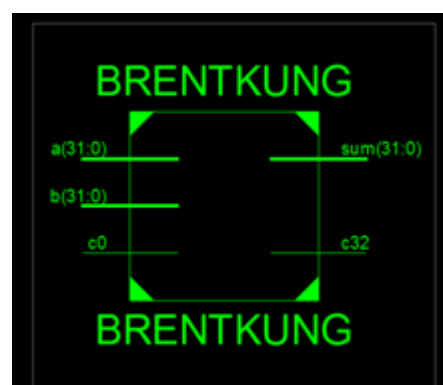 BRENTKUNG
a(31:0)
sum(31:0)
b(31:0)
c0
c32
BRENTKUNG